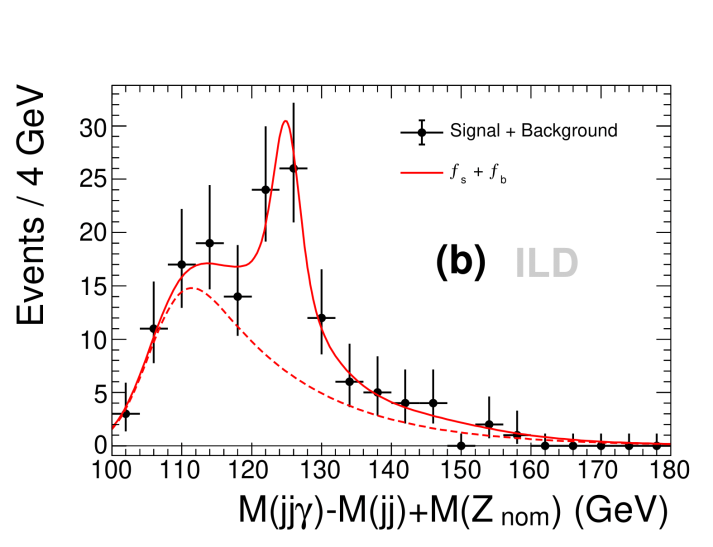 Events / 4 GeV
30
25
20
15
10
5
0
Signal + Background
fs + fb
(b) ILD
100 110 120 130 140 150 160 170 180
M(jjγ)-M(jj)+M(Z nom) (GeV)